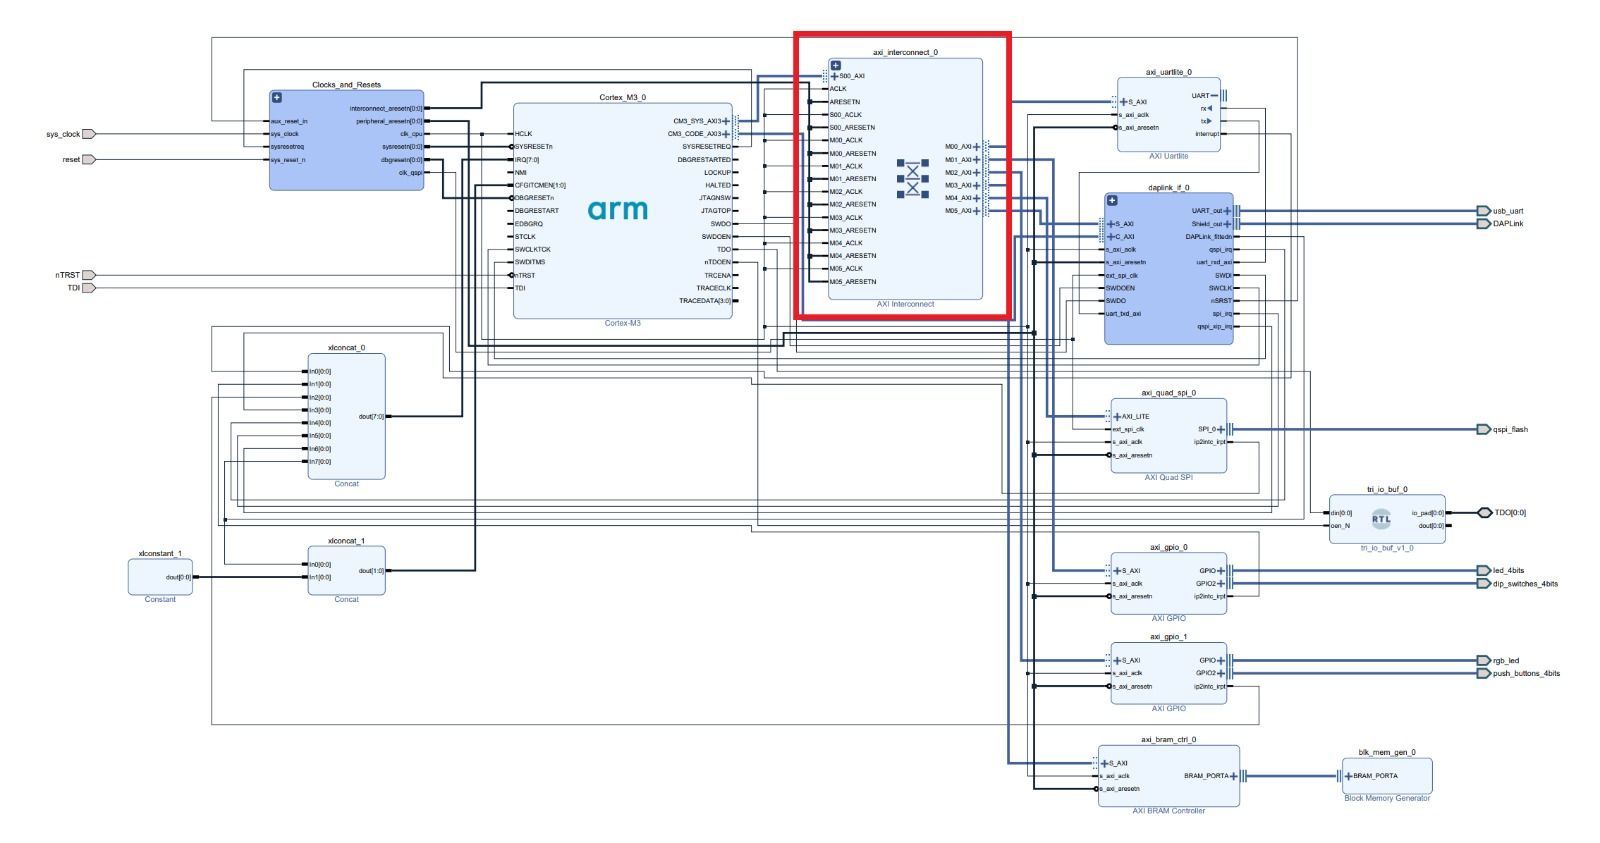 axi_interconnect_0
S00_AXI
ACLK
ARESETN
S00_ACLK
S00_ARESETN
M00_ACLK
M00_ARESETN
M01_ACLK
M01_ARESETN
M02_ACLK
M02_ARESETN
M03_ACLK
M03_ARESETN
M04_ACLK
M04_ARESETN
M05_ACLK
M05_ARESETN
M00_AXI
M01_AXI
M02_AXI
M03_AXI
M04_AXI
M05_AXI
AXI Interconnect
Clocks_and_Resets
aux_reset_in
sys_clock
sysresetreq
sys_reset_n
interconnect_aresetn[0:0]
peripheral_aresetn[0:0]
clk_cpu
sysresetn[0:0]
dbgresetn[0:0]
clk_qspi
sys_clock
reset
nTRST
TDI
Cortex_M3_0
HCLK
SYSRESETn
IRQ[7:0]
NMI
CFGITCMEN[1:0]
DBGRESETn
DBGRESTART
EDBGRQ
STCLK
SWCLKTCK
SWDITMS
nTRST
TDI
arm
CM3_SYS_AXI3
CM3_CODE_AXI3
SYSRESETREQ
DBGRESTARTED
LOCKUP
HALTED
JTAGNSW
JTAGTOP
SWDO
SWDOEN
TDO
nTDOEN
TRCENA
TRACECLK
TRACEDATA[3:0]
Cortex-M3
axi_uartlite_0
S_AXI
s_axi_aclk
s_axi_aresetn
UART
rx
tx
interrupt
AXI Uartlite
daplink_if_0
S_AXI
C_AXI
s_axi_aclk
s_axi_aresetn
ext_spi_clk
SWDOEN
SWDO
uart_txd_axi
UART_out
Shield_out
DAPLink_fittedn
qspi_irq
uart_rxd_axi
SWDI
SWCLK
nSRST
spi_irq
qspi_xip_irq
usb_uart
DAPLink
xlconcat_0
In0[0:0]
In1[0:0]
In2[0:0]
In3[0:0]
In4[0:0]
In5[0:0]
In6[0:0]
In7[0:0]
dout[7:0]
Concat
axi_quad_spi_0
AXI_LITE
ext_spi_clk
s_axi_aclk
s_axi_aresetn
SPI_0
ip2intc_irpt
AXI Quad SPI
qspi_flash
tri_io_buf_0
din[0:0]
oen_N
RTL
io_pad[0:0]
dout[0:0]
tri_io_buf_v1_0
TDO[0:0]
xlconstant_1
dout[0:0]
Constant
xlconcat_1
In0[0:0]
In1[0:0]
dout[1:0]
Concat
axi_gpio_0
S_AXI
s_axi_aclk
s_axi_aresetn
GPIO
GPIO2
ip2intc_irpt
AXI GPIO
led_4bits
dip_switches_4bits
axi_gpio_1
S_AXI
s_axi_aclk
s_axi_aresetn
GPIO
GPIO2
ip2intc_irpt
AXI GPIO
rgb_led
push_buttons_4bits
axi_bram_ctrl_0
S_AXI
s_axi_aclk
s_axi_aresetn
BRAM_PORTA
AXI BRAM Controller
blk_mem_gen_0
BRAM_PORTA
Block Memory Generator